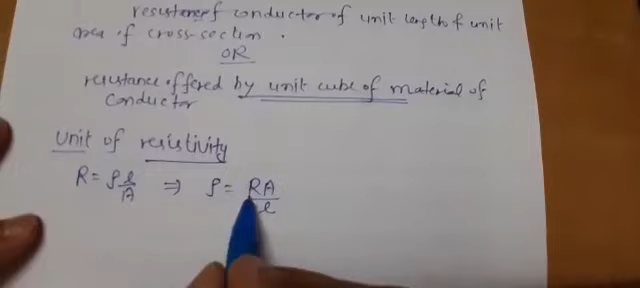 resistance of conductor of unit length & unit
area of cross-section .
OR
resistance offered by unit cube of material of
conductor
Unit of resistivity
R = ρ l/A ⇒ ρ = RA/l